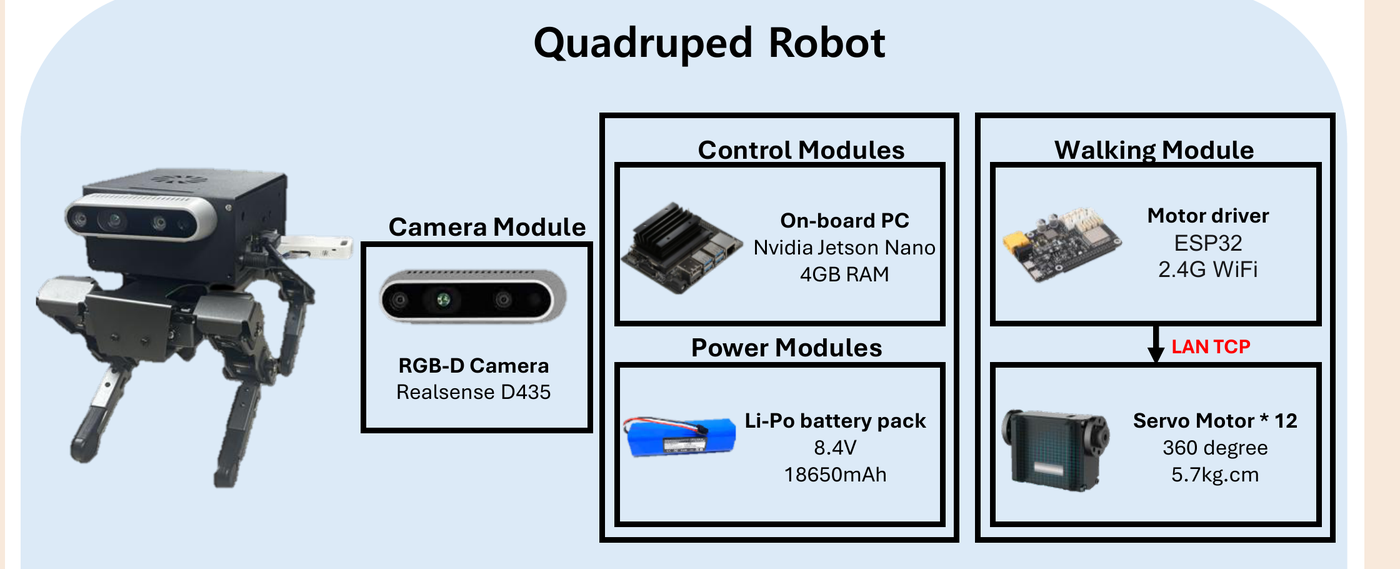 Quadruped Robot
Camera Module
RGB-D Camera
Realsense D435
Control Modules
On-board PC
Nvidia Jetson Nano
4GB RAM
Power Modules
Li-Po battery pack
8.4V
18650mAh
Walking Module
Motor driver
ESP32
2.4G WiFi
LAN TCP
Servo Motor * 12
360 degree
5.7kg.cm